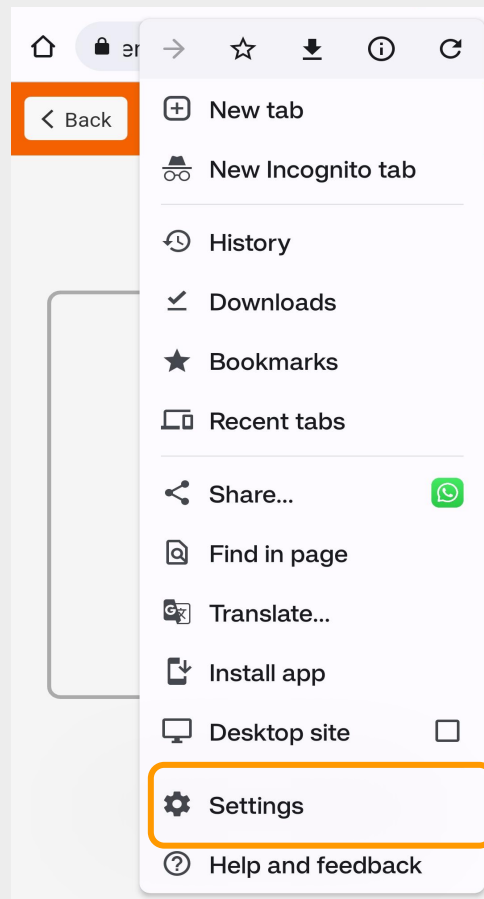 er
Back
New tab
New Incognito tab
History
Downloads
Bookmarks
Recent tabs
Share...
Find in page
Translate...
Install app
Desktop site
Settings
Help and feedback